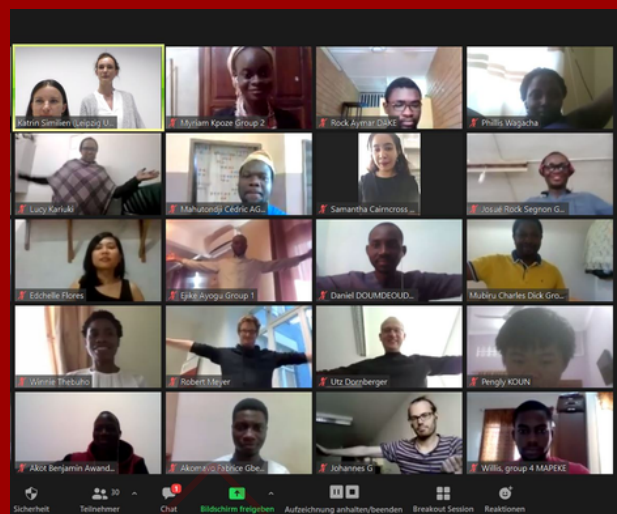 Katrin Similien (Leipzig U...
Myriam Kpoze Group 2
Rock Aymar DAKE
Phillis Wagacha
Lucy Kariuki
Mahutondji Cédric AG...
Samantha Cairncross ...
Josué Rock Segnon G...
Edchelle Flores
Ejike Ayogu Group 1
Daniel DOUMDEOUD...
Mubiru Charles Dick Gro...
Winnie Thebuho
Robert Meyer
Utz Dornberger
Pengly KOUN
Akot Benjamin Awand...
Akomavo Fabrice Gbe...
Johannes G
Willis, group 4 MAPEKE
30
1
Sicherheit
Teilnehmer
Chat
Bildschirm freigeben
Aufzeichnung anhalten/beenden
Breakout Session
Reaktionen